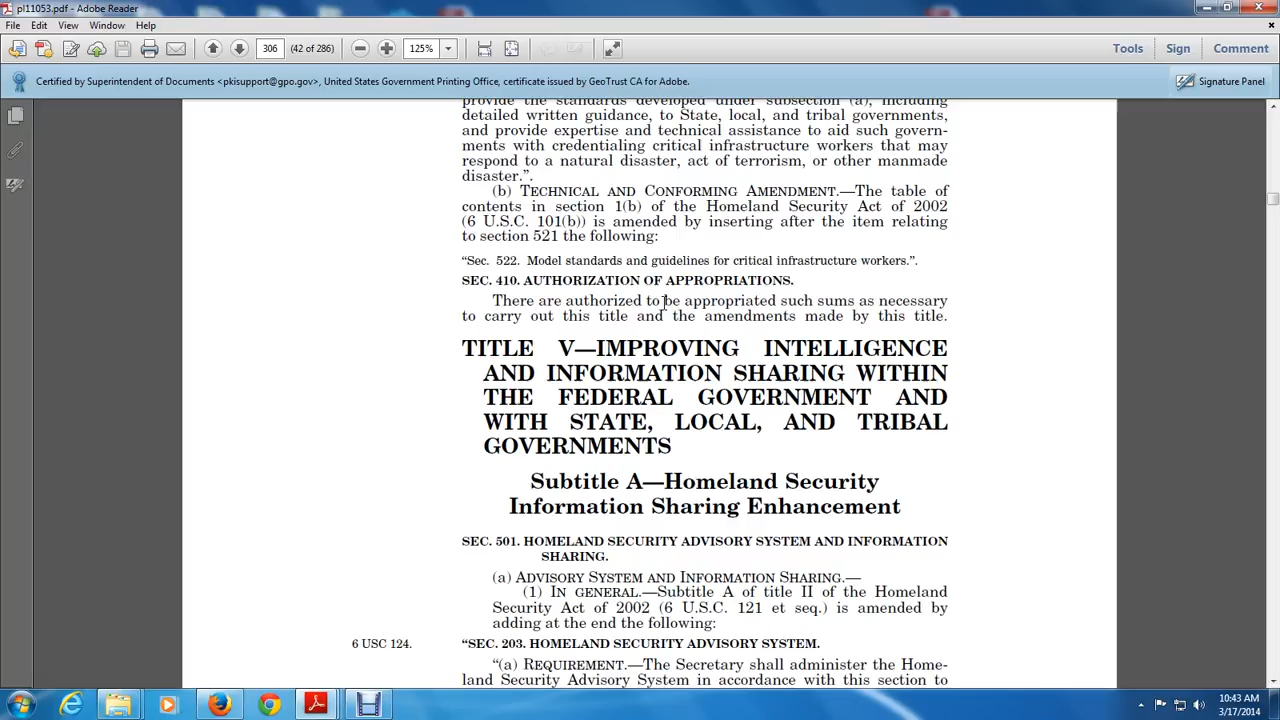 pl11053.pdf - Adobe Reader
File Edit View Window Help
306 (42 of 286) 125% Tools Sign Comment
Certified by Superintendent of Documents <pkisupport@gpo.gov>, United States Government Printing Office, certificate issued by GeoTrust CA for Adobe. Signature Panel
provide the standards developed under subsection (a), including
detailed written guidance, to State, local, and tribal governments,
and provide expertise and technical assistance to aid such govern-
ments with credentialing critical infrastructure workers that may
respond to a natural disaster, act of terrorism, or other manmade
disaster.”.
(b) TECHNICAL AND CONFORMING AMENDMENT.—The table of
contents in section 1(b) of the Homeland Security Act of 2002
(6 U.S.C. 101(b)) is amended by inserting after the item relating
to section 521 the following:
“Sec. 522. Model standards and guidelines for critical infrastructure workers.”.
SEC. 410. AUTHORIZATION OF APPROPRIATIONS.
There are authorized to be appropriated such sums as necessary
to carry out this title and the amendments made by this title.
TITLE V—IMPROVING INTELLIGENCE
AND INFORMATION SHARING WITHIN
THE FEDERAL GOVERNMENT AND
WITH STATE, LOCAL, AND TRIBAL
GOVERNMENTS
Subtitle A—Homeland Security
Information Sharing Enhancement
SEC. 501. HOMELAND SECURITY ADVISORY SYSTEM AND INFORMATION
SHARING.
(a) ADVISORY SYSTEM AND INFORMATION SHARING.—
(1) IN GENERAL.—Subtitle A of title II of the Homeland
Security Act of 2002 (6 U.S.C. 121 et seq.) is amended by
adding at the end the following:
6 USC 124. “SEC. 203. HOMELAND SECURITY ADVISORY SYSTEM.
“(a) REQUIREMENT.—The Secretary shall administer the Home-
land Security Advisory System in accordance with this section to
10:43 AM
3/17/2014